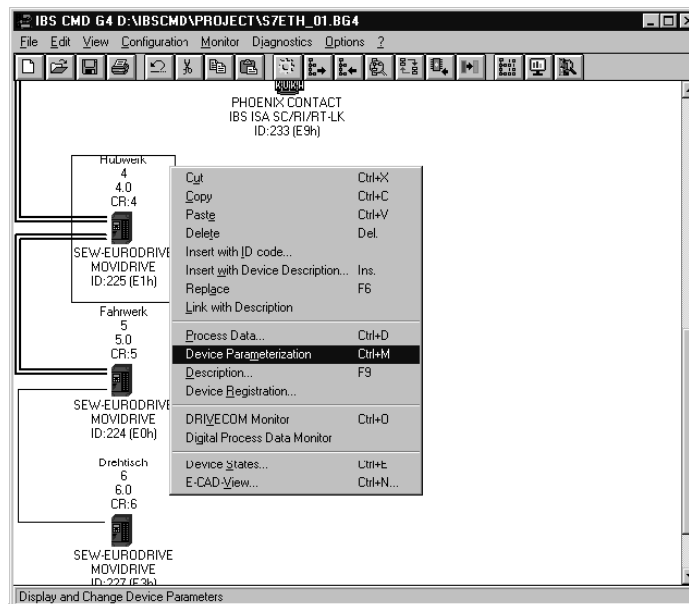 IBS CMD G4 D:\IBSCMD\PROJECT\S7ETH_01.BG4
File Edit View Configuration Monitor Diagnostics Options ?
PHOENIX CONTACT
IBS ISA SC/RI/RT-LK
ID:233 (E9h)
Hubwerk
4
4.0
CR:4
SEW-EURODRIVE
MOVIDRIVE
ID:225 (E1h)
Fahrwerk
5
5.0
CR:5
SEW-EURODRIVE
MOVIDRIVE
ID:224 (E0h)
Drehtisch
6
6.0
CR:6
SEW-EURODRIVE
MOVIDRIVE
ID:227 (E3h)
Cut Ctrl+X
Copy Ctrl+C
Paste Ctrl+V
Delete Del.
Insert with ID code...
Insert with Device Description... Ins.
Replace F6
Link with Description
Process Data... Ctrl+D
Device Parameterization Ctrl+M
Description... F9
Device Registration...
DRIVECOM Monitor Ctrl+O
Digital Process Data Monitor
Device States... Ctrl+E
E-CAD-View... Ctrl+N...
Display and Change Device Parameters